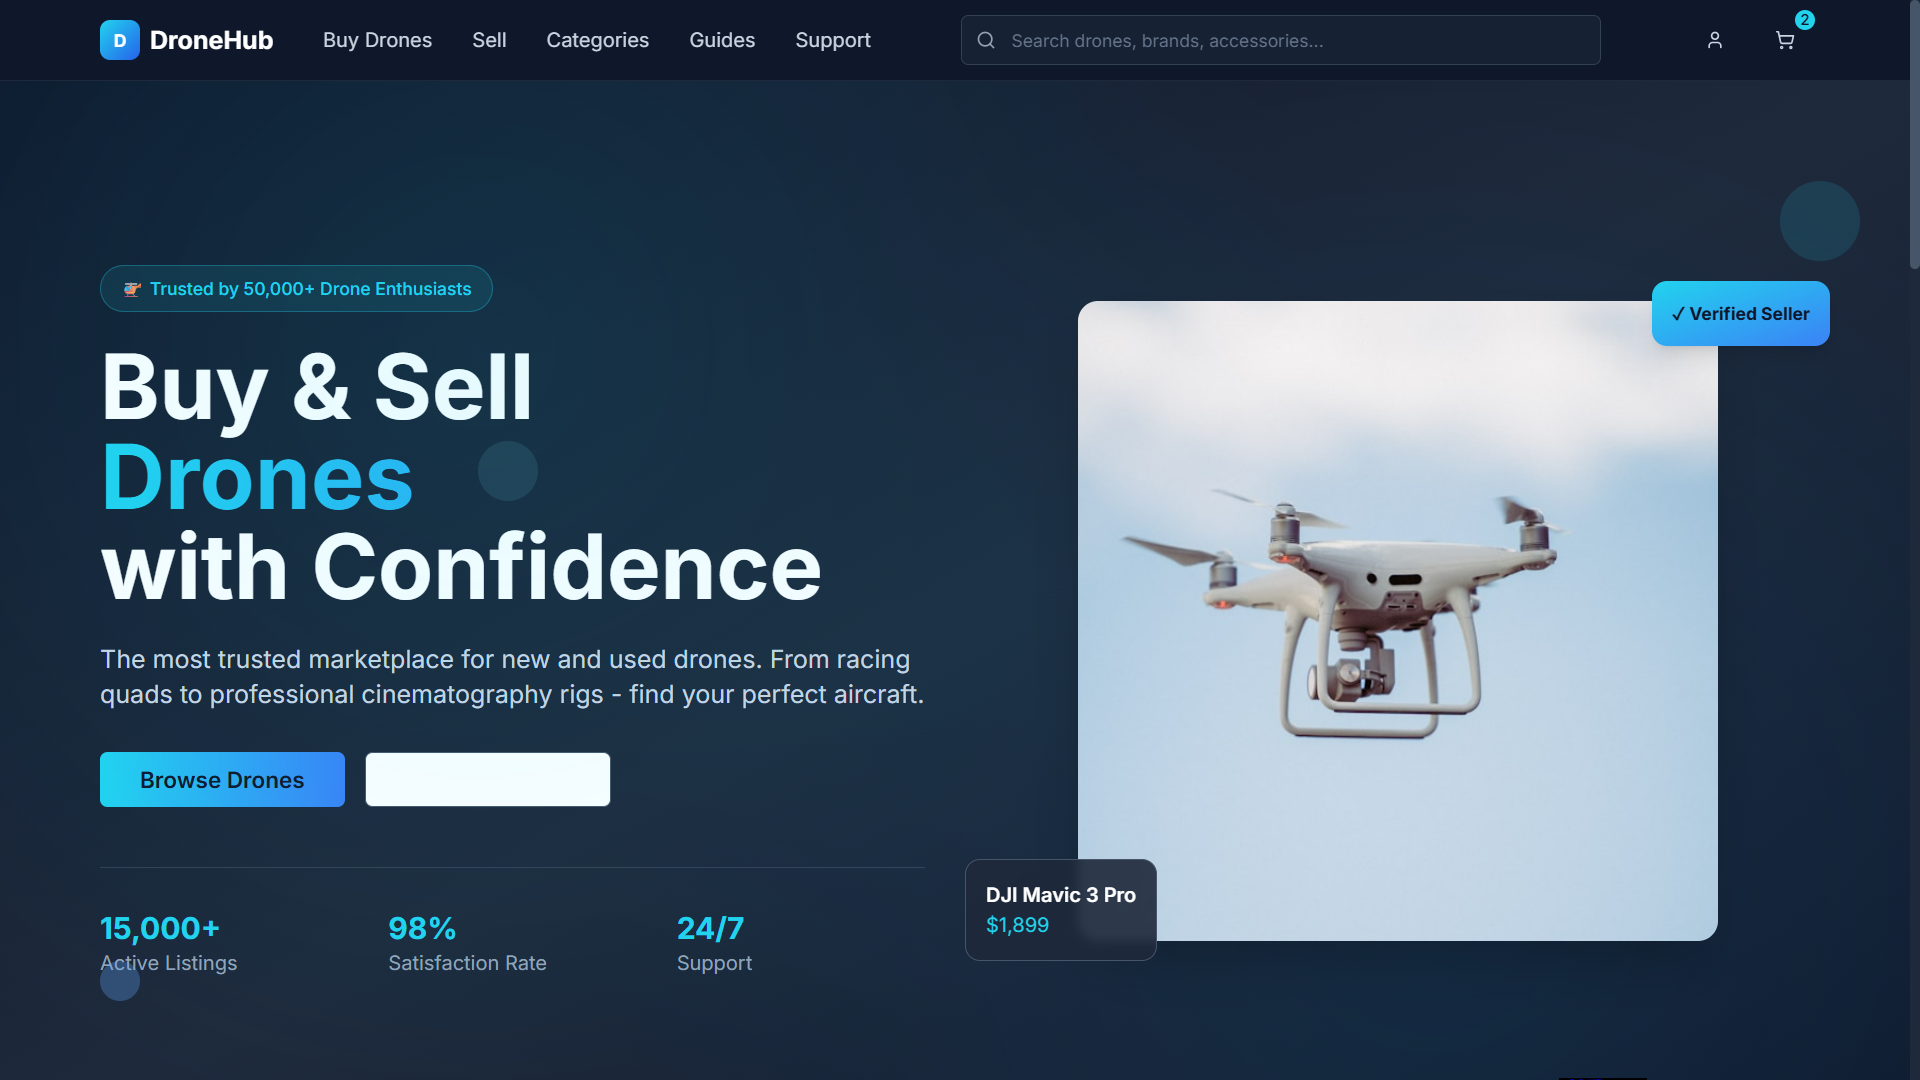 D DroneHub Buy Drones Sell Categories Guides Support Search drones, brands, accessories... 2
Trusted by 50,000+ Drone Enthusiasts
✓ Verified Seller
Buy & Sell
Drones
with Confidence
The most trusted marketplace for new and used drones. From racing
quads to professional cinematography rigs - find your perfect aircraft.
Browse Drones
DJI Mavic 3 Pro
$1,899
15,000+ 98% 24/7
Active Listings Satisfaction Rate Support